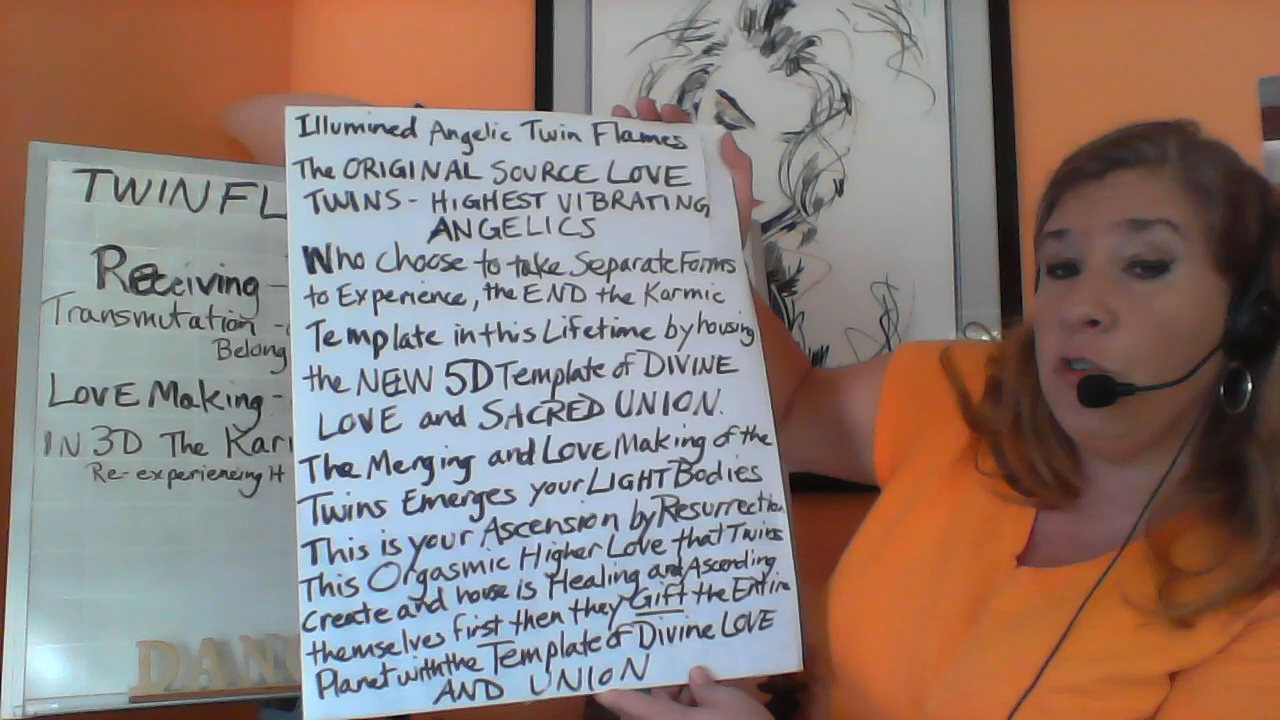 Illumined Angelic Twin Flames
The ORIGINAL SOURCE LOVE
TWINS - HIGHEST VIBRATING
ANGELICS
Who choose to take Separate Forms
to Experience, the END the Karmic
Template in this Lifetime by housing
the NEW 5D Template of DIVINE
LOVE and SACRED UNION.
The Merging and LOVE Making of the
Twins Emerges your LIGHT Bodies
This is your Ascension by Resurrection
This Orgasmic Higher Love that Twins
create and house is Healing and Ascending
themselves first then they Gift the Entire
Planet with the Template of Divine LOVE
AND UNION
TWIN FL
Receiving -
Transmutation -
Belong
LOVE Making -
IN 3D The Kar
Re-experiencing It
DAN